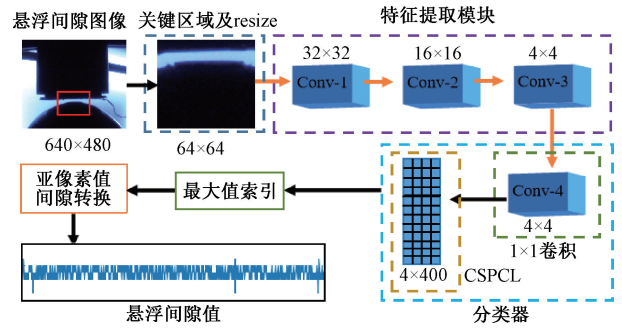 悬浮间隙图像
关键区域及resize
特征提取模块
32×32
16×16
4×4
Conv-1
Conv-2
Conv-3
640×480
64×64
亚像素值
间隙转换
最大值索引
Conv-4
4×4
1×1卷积
4×400
CSPCL
悬浮间隙值
分类器